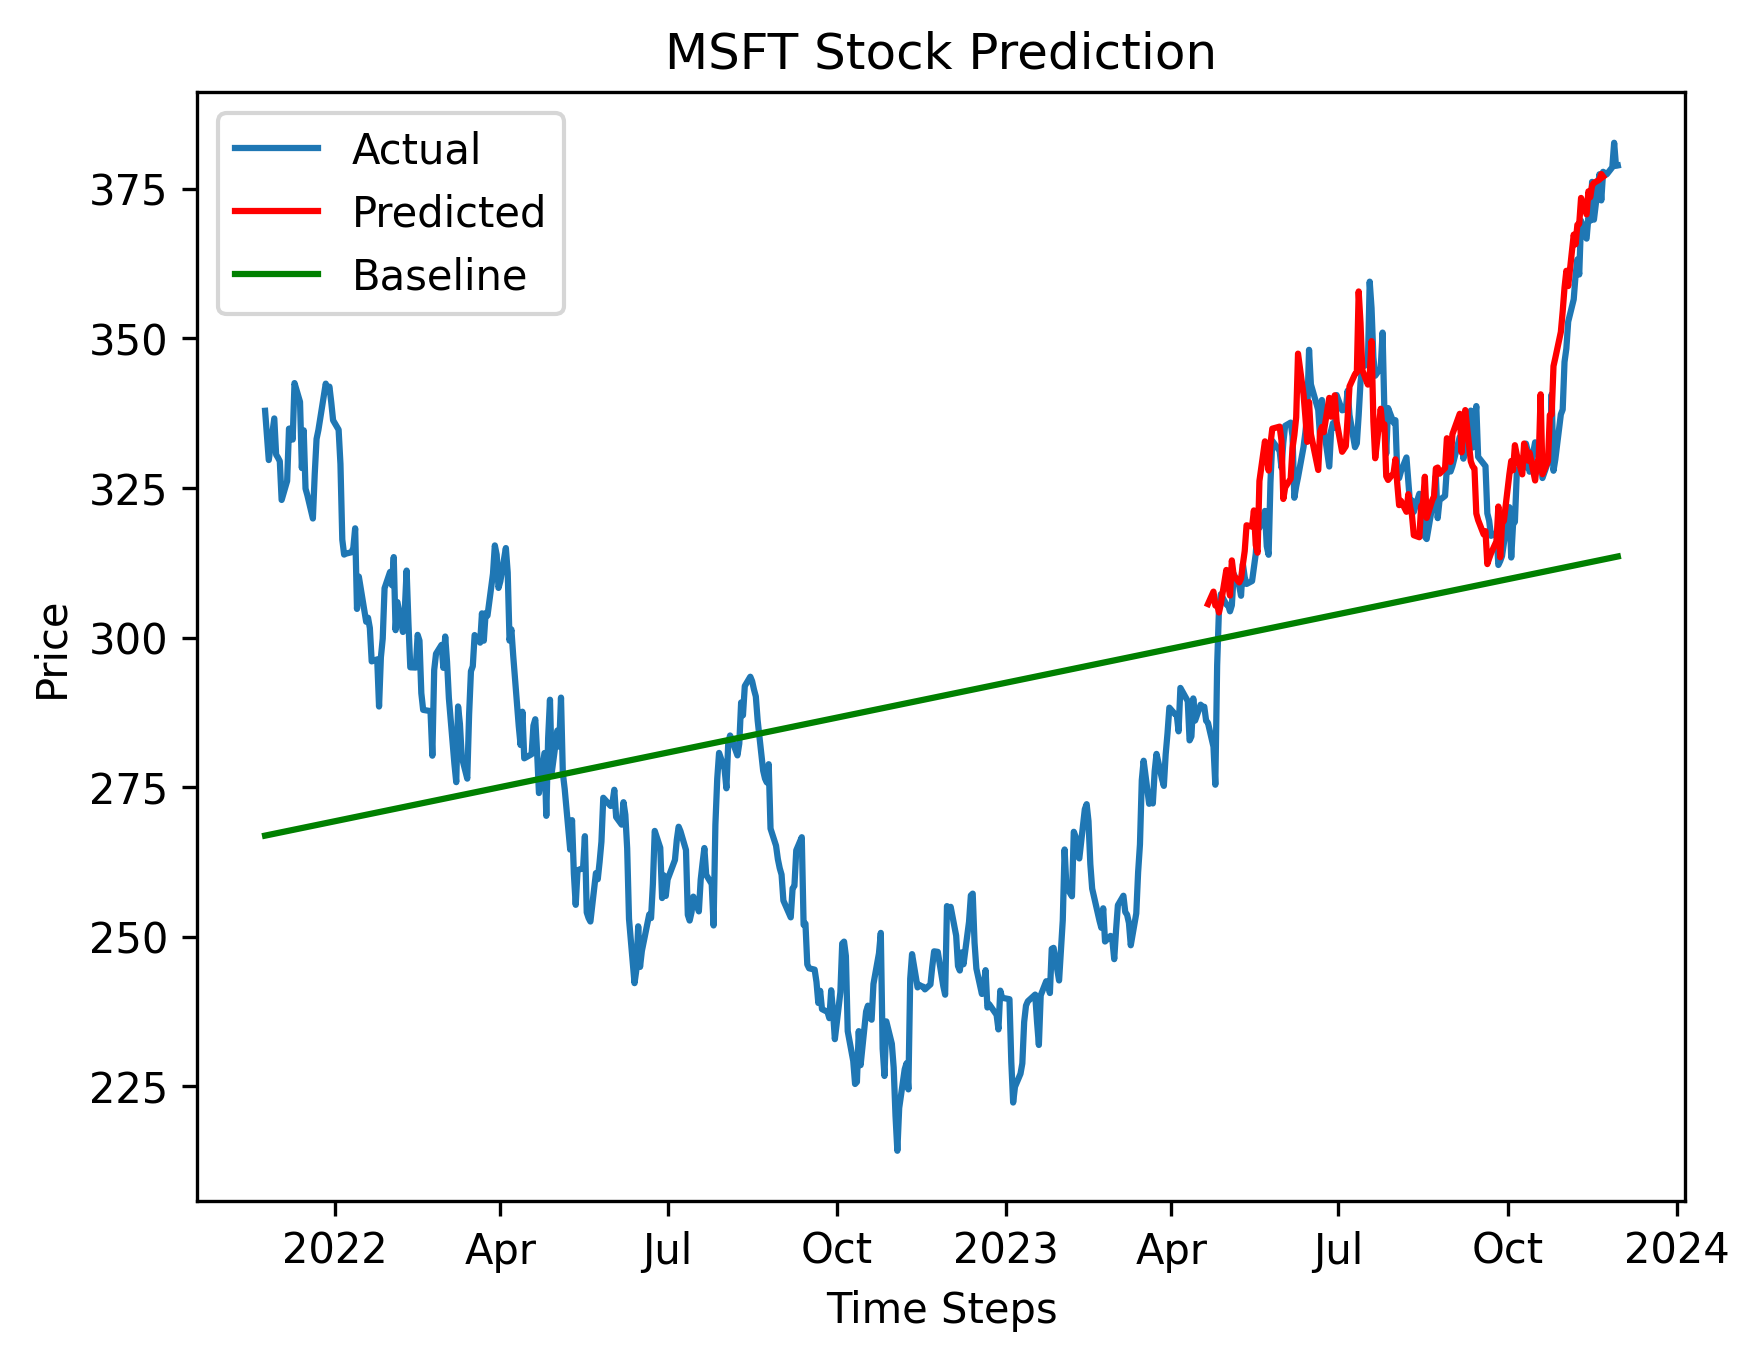 MSFT Stock Prediction
Actual
Predicted
Baseline
375
350
325
300
275
250
225
Price
2022 Apr Jul Oct 2023 Apr Jul Oct 2024
Time Steps